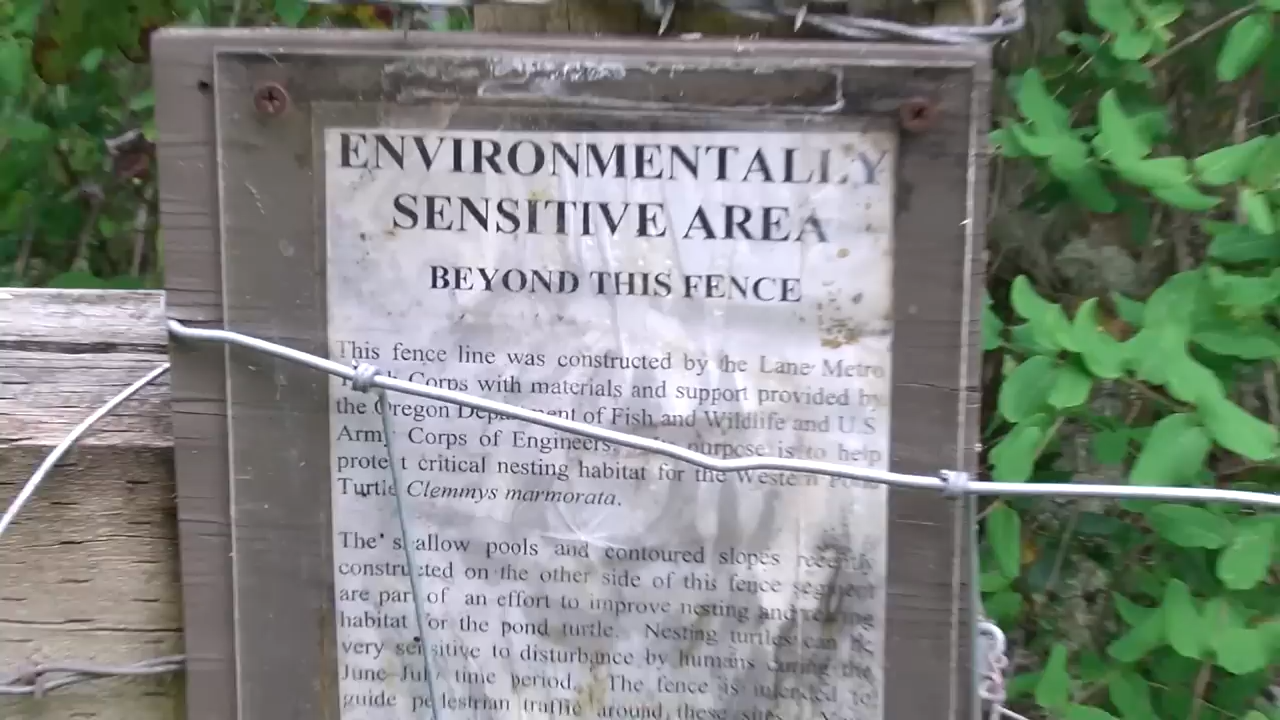 ENVIRONMENTALLY
SENSITIVE AREA
BEYOND THIS FENCE
This fence line was constructed by the Lane Metro
Corps with materials and support provided by
the Oregon Department of Fish and Wildlife and U.S
Army Corps of Engineers. purpose is to help
protect critical nesting habitat for the Western Pond
Turtle Clemmys marmorata.
The shallow pools and contoured slopes recently
constructed on the other side of this fence segment
are part of an effort to improve nesting and rearing
habitat for the pond turtle. Nesting turtles can be
very sensitive to disturbance by humans during the
June-July time period. The fence is intended to
guide pedestrian traffic around these sites.